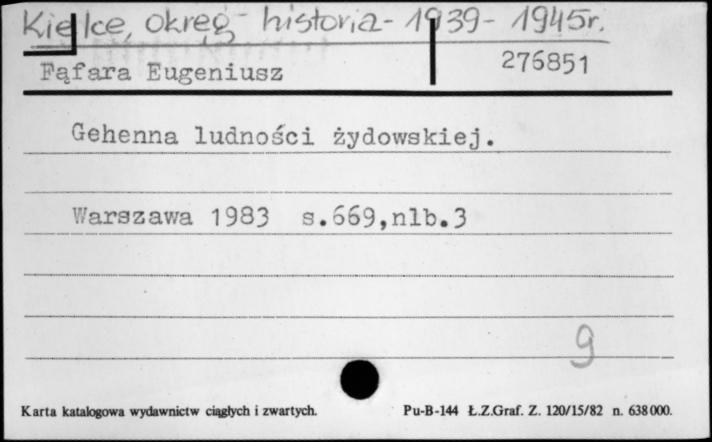 Kielce, okręg - historia - 1939 - 1945r.
Fąfara Eugeniusz 276851
Gehenna ludności żydowskiej.
Warszawa 1983 s.669,nlb.3
9
Karta katalogowa wydawnictw ciągłych i zwartych. Pu-B-144 Ł.Z.Graf. Z. 120/15/82 n. 638000.